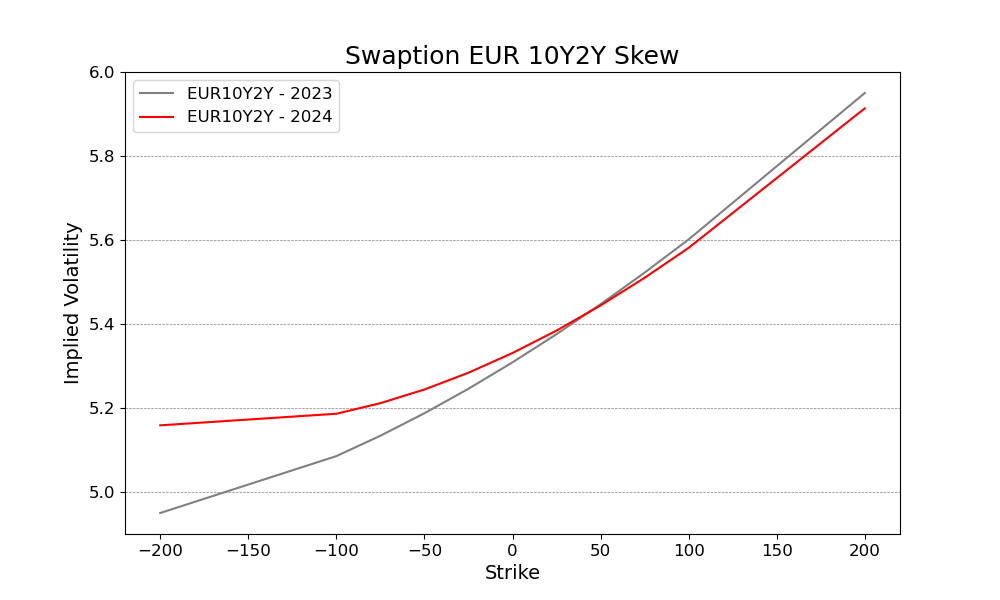 Swaption EUR 10Y2Y Skew
EUR10Y2Y - 2023
EUR10Y2Y - 2024
Implied Volatility
6.0
5.8
5.6
5.4
5.2
5.0
−200 −150 −100 −50 0 50 100 150 200
Strike